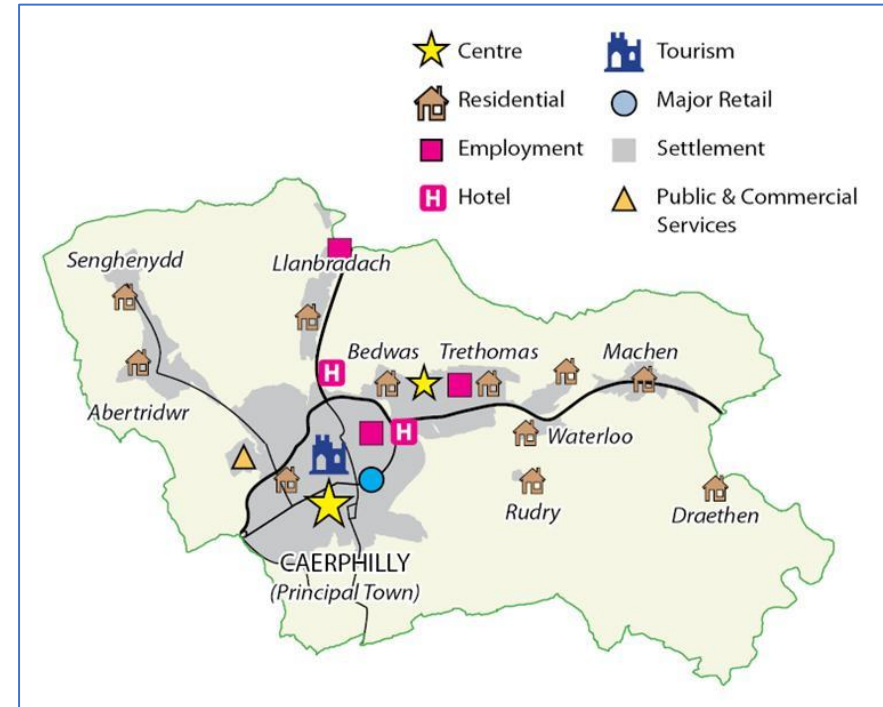 Centre
Tourism
Residential
Major Retail
Employment
Settlement
H Hotel
Public & Commercial
Services
Senghenydd
Llanbradach
Bedwas
Trethomas
Machen
H
Abertridwr
H
Waterloo
Rudry
Draethen
CAERPHILLY
(Principal Town)